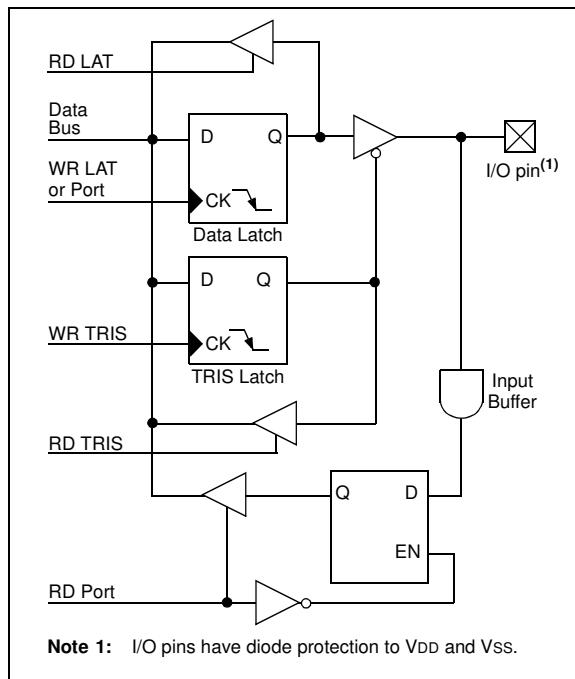 RD LAT
Data
Bus
D Q
WR LAT
or Port
CK
Data Latch
I/O pin(1)
D Q
WR TRIS
CK
TRIS Latch
Input
Buffer
RD TRIS
Q D
EN
RD Port
Note 1: I/O pins have diode protection to VDD and VSS.